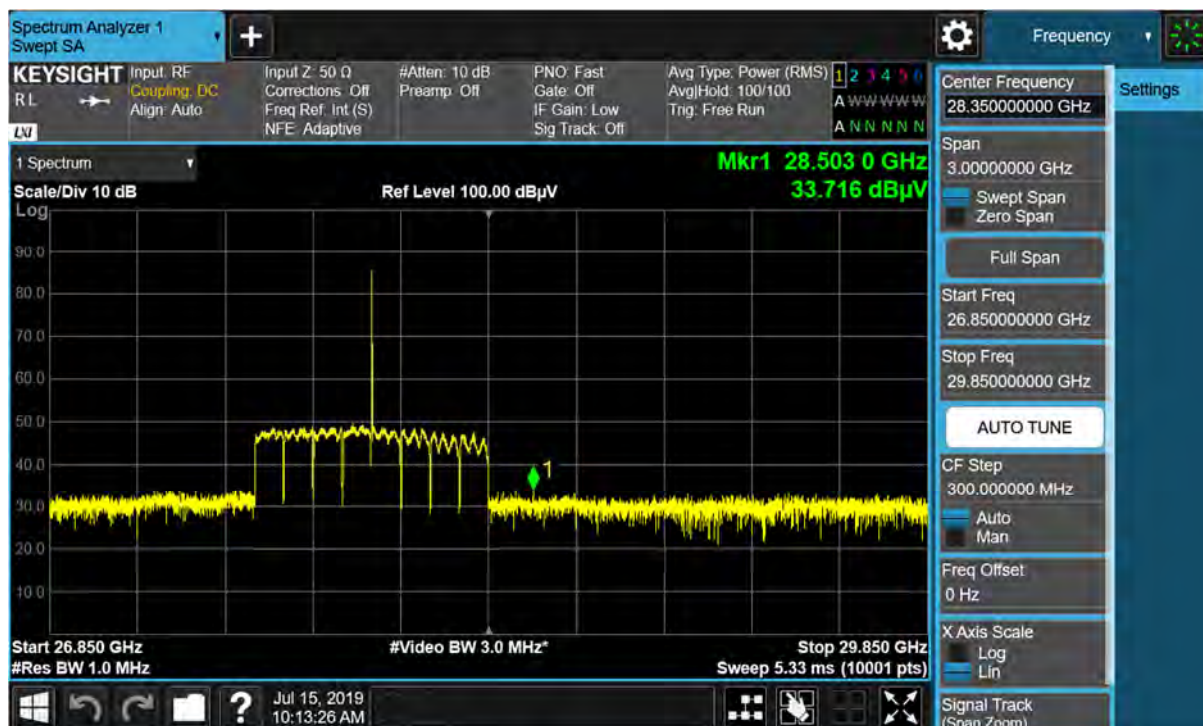 Spectrum Analyzer 1
Swept SA
+
Frequency
KEYSIGHT
RL
LXI
Input: RF
Coupling: DC
Align: Auto
Input Z: 50 Ω
Corrections: Off
Freq Ref: Int (S)
NFE: Adaptive
#Atten: 10 dB
Preamp: Off
PNO: Fast
Gate: Off
IF Gain: Low
Sig Track: Off
Avg Type: Power (RMS)
Avg|Hold: 100/100
Trig: Free Run
1 2 3 4 5 6
A W W W W W
A N N N N N
1 Spectrum
Mkr1 28.503 0 GHz
33.716 dBµV
Scale/Div 10 dB
Ref Level 100.00 dBµV
Log
90.0
80.0
70.0
60.0
50.0
40.0
30.0
20.0
10.0
1
Start 26.850 GHz
#Res BW 1.0 MHz
#Video BW 3.0 MHz*
Stop 29.850 GHz
Sweep 5.33 ms (10001 pts)
Center Frequency
28.350000000 GHz
Span
3.00000000 GHz
Swept Span
Zero Span
Full Span
Start Freq
26.850000000 GHz
Stop Freq
29.850000000 GHz
AUTO TUNE
CF Step
300.000000 MHz
Auto
Man
Freq Offset
0 Hz
X Axis Scale
Log
Lin
Signal Track
(Span Zoom)
Settings
?
Jul 15, 2019
10:13:26 AM